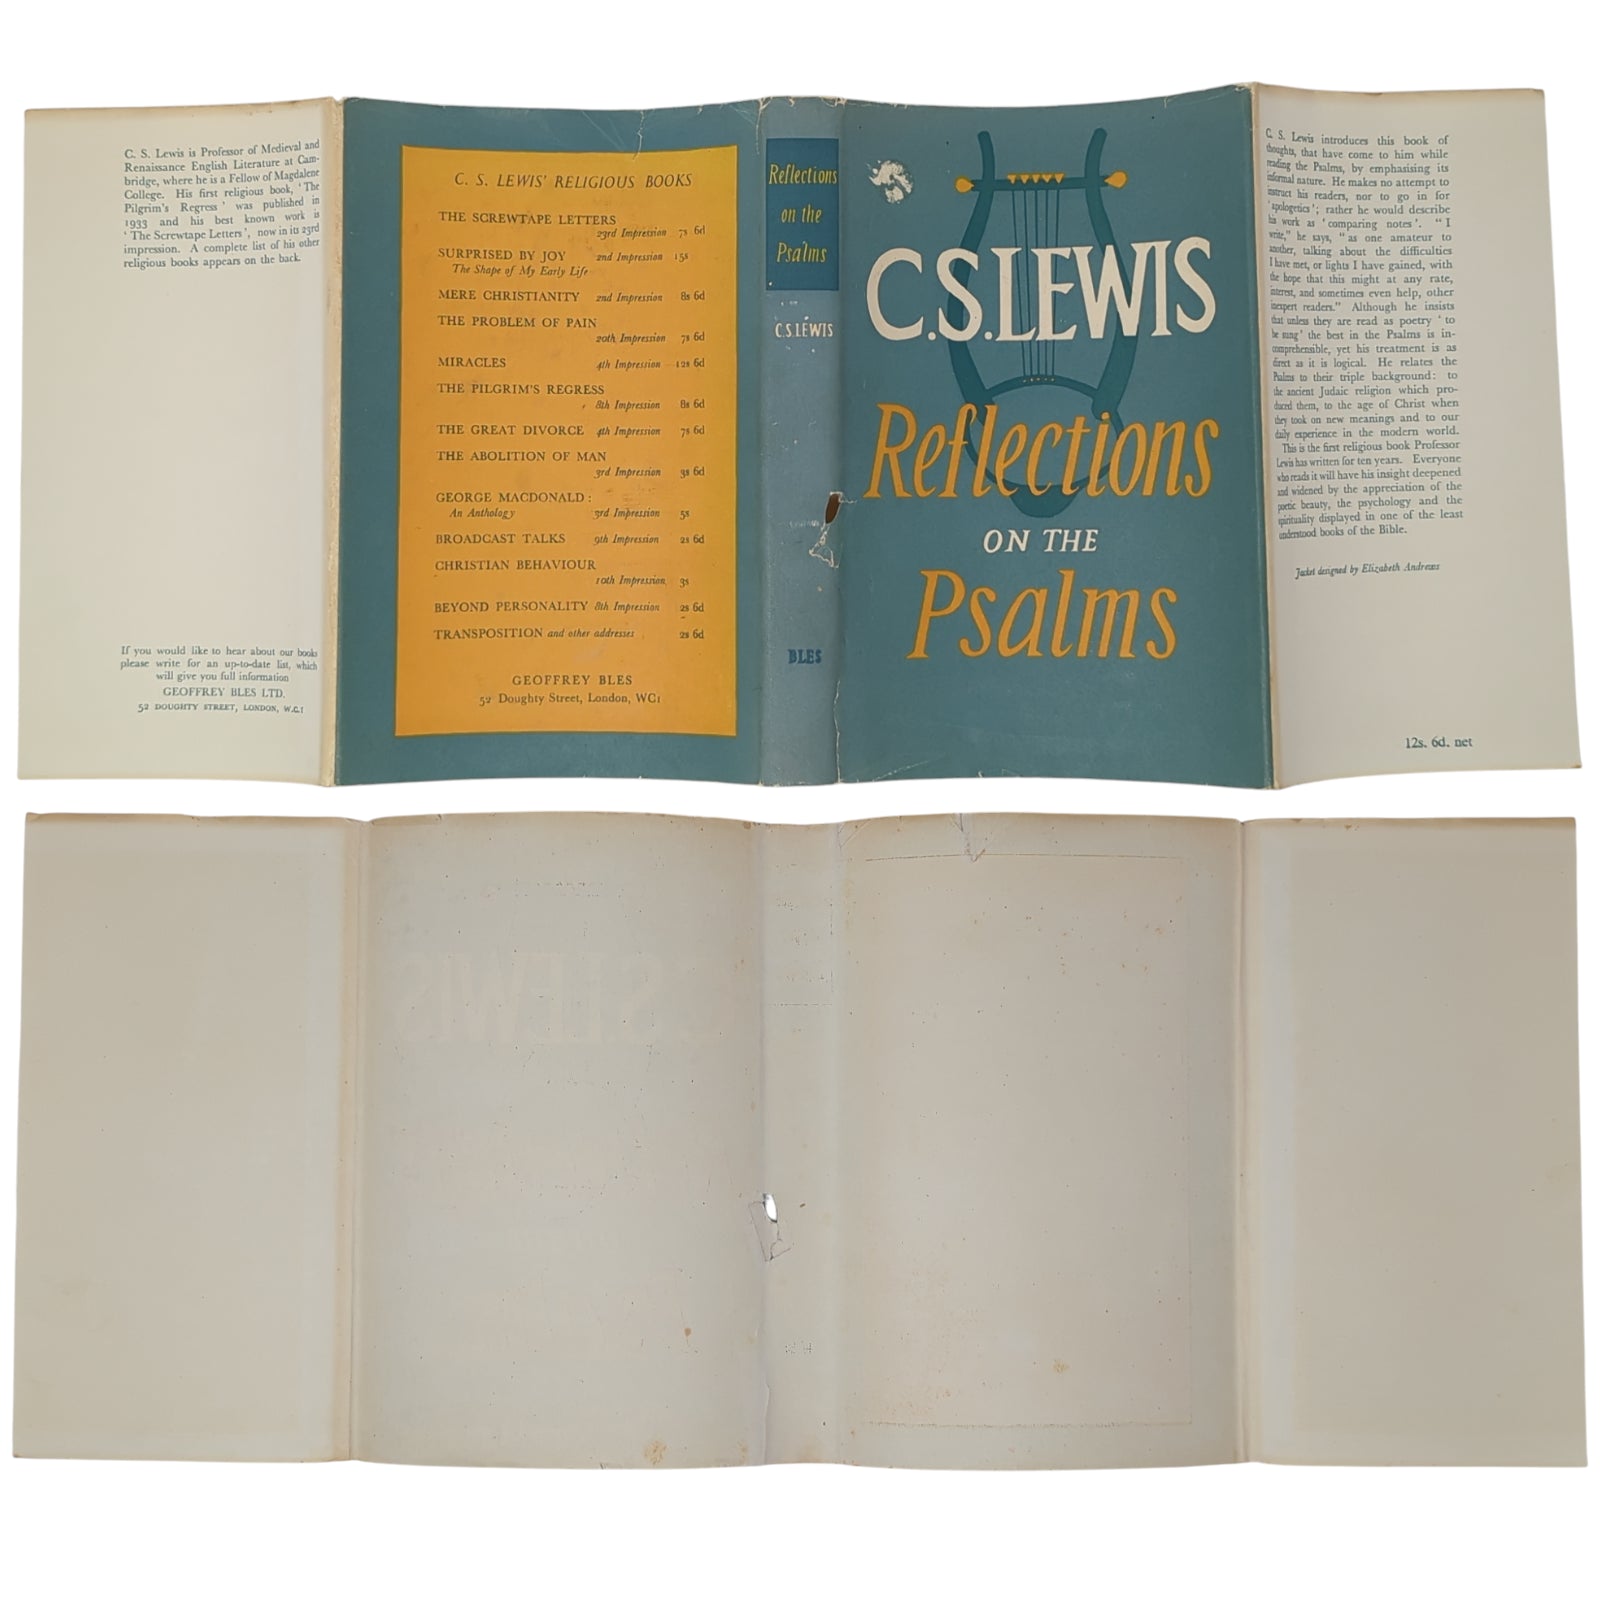 C. S. Lewis is Professor of Medieval and
Renaissance English Literature at Cam-
bridge, where he is a Fellow of Magdalene
College. His first religious book, ' The
Pilgrim's Regress ' was published in
1933 and his best known work is
' The Screwtape Letters ', now in its 23rd
impression. A complete list of his other
religious books appears on the back.
If you would like to hear about our books
please write for an up-to-date list, which
will give you full information
GEOFFREY BLES LTD.
52 DOUGHTY STREET, LONDON, W.C.1
C. S. LEWIS' RELIGIOUS BOOKS
THE SCREWTAPE LETTERS
23rd Impression 7s 6d
SURPRISED BY JOY 2nd Impression 15s
The Shape of My Early Life
MERE CHRISTIANITY 2nd Impression 8s 6d
THE PROBLEM OF PAIN
20th Impression 7s 6d
MIRACLES 4th Impression 12s 6d
THE PILGRIM'S REGRESS
8th Impression 8s 6d
THE GREAT DIVORCE 4th Impression 7s 6d
THE ABOLITION OF MAN
3rd Impression 3s 6d
GEORGE MACDONALD :
An Anthology 3rd Impression 5s
BROADCAST TALKS 9th Impression 2s 6d
CHRISTIAN BEHAVIOUR
10th Impression 3s
BEYOND PERSONALITY 8th Impression 2s 6d
TRANSPOSITION and other addresses 2s 6d
GEOFFREY BLES
52 Doughty Street, London, WC1
Reflections
on the
Psalms
C.S.LEWIS
BLES
C.S.LEWIS
Reflections
ON THE
Psalms
C. S. Lewis introduces this book of
thoughts, that have come to him while
reading the Psalms, by emphasising its
informal nature. He makes no attempt to
instruct his readers, nor to go in for
' apologetics '; rather he would describe
his work as ' comparing notes '. " I
write," he says, " as one amateur to
another, talking about the difficulties
I have met, or lights I have gained, with
the hope that this might at any rate,
interest, and sometimes even help, other
inexpert readers." Although he insists
that unless they are read as poetry ' to
be sung ' the best in the Psalms is in-
comprehensible, yet his treatment is as
direct as it is logical. He relates the
Psalms to their triple background: to
the ancient Judaic religion which pro-
duced them, to the age of Christ when
they took on new meanings and to our
daily experience in the modern world.
This is the first religious book Professor
Lewis has written for ten years. Everyone
who reads it will have his insight deepened
and widened by the appreciation of the
poetic beauty, the psychology and the
spirituality displayed in one of the least
understood books of the Bible.
Jacket designed by Elizabeth Andrews
12s. 6d. net